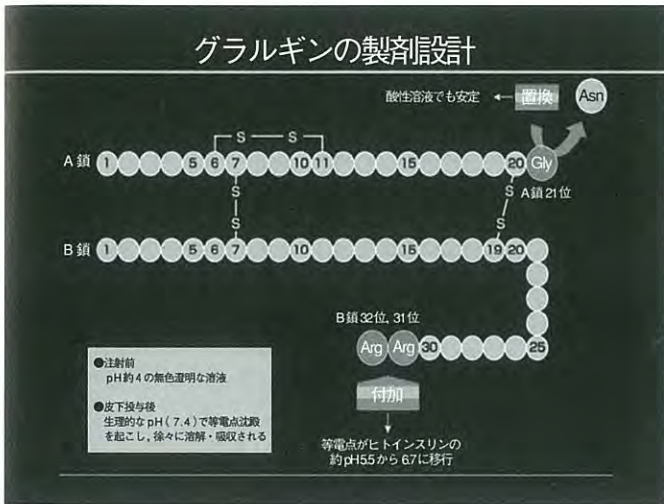 グラルギンの製剤設計
酸性溶液でも安定 ← 置換 Asn
S S
A鎖 1 5 6 7 10 11 15 20 Gly
S S A鎖21位
S S
B鎖 1 5 6 7 10 15 19 20
B鎖32位, 31位
Arg Arg 30 25
付加
●注射前
pH約4の無色澄明な溶液
●皮下投与後
生理的なpH(7.4)で等電点沈殿
を起こし,徐々に溶解・吸収される
等電点がヒトインスリンの
約pH5.5から6.7に移行